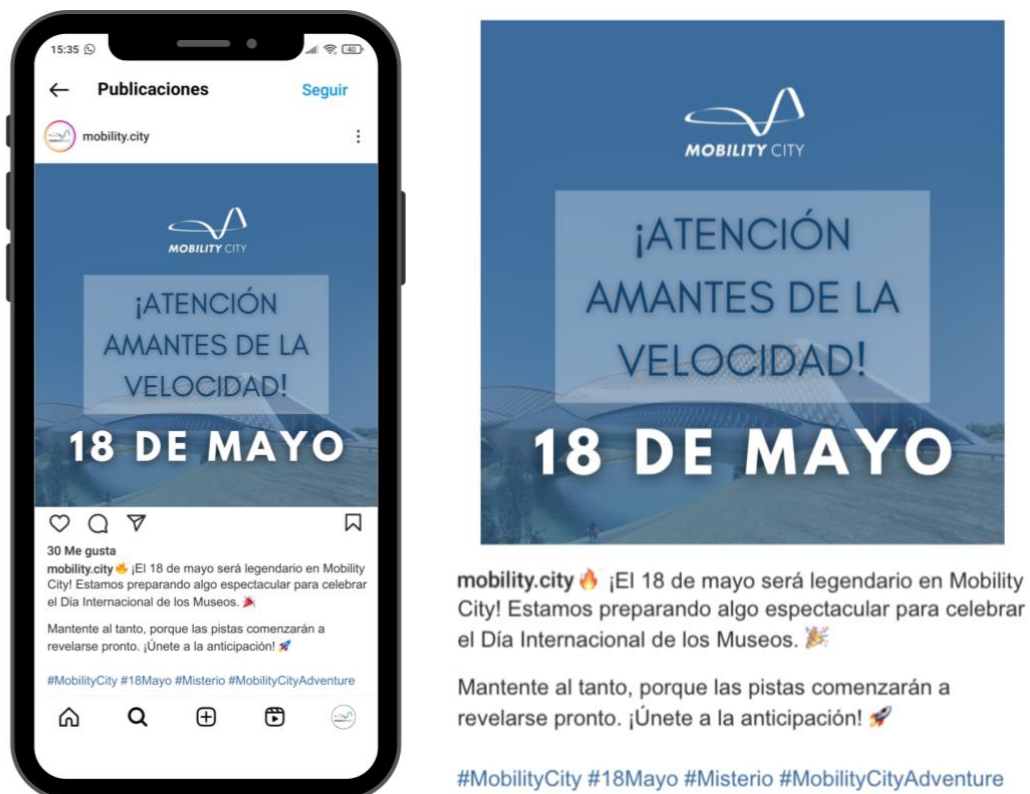 15:35
40
Publicaciones Seguir
mobility.city
MOBILITY CITY
¡ATENCIÓN
AMANTES DE LA
VELOCIDAD!
18 DE MAYO
30 Me gusta
mobility.city 🔥 ¡El 18 de mayo será legendario en Mobility
City! Estamos preparando algo espectacular para celebrar
el Día Internacional de los Museos. 🎉
Mantente al tanto, porque las pistas comenzarán a
revelarse pronto. ¡Únete a la anticipación! 🚀
#MobilityCity #18Mayo #Misterio #MobilityCityAdventure
MOBILITY CITY
¡ATENCIÓN
AMANTES DE LA
VELOCIDAD!
18 DE MAYO
mobility.city 🔥 ¡El 18 de mayo será legendario en Mobility
City! Estamos preparando algo espectacular para celebrar
el Día Internacional de los Museos. 🎉
Mantente al tanto, porque las pistas comenzarán a
revelarse pronto. ¡Únete a la anticipación! 🚀
#MobilityCity #18Mayo #Misterio #MobilityCityAdventure